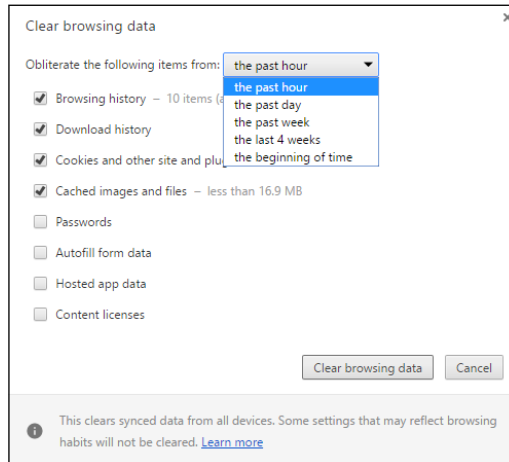 Clear browsing data
Obliterate the following items from: the past hour
the past hour
Browsing history – 10 items (a
the past day
Download history
the past week
the last 4 weeks
Cookies and other site and plug
the beginning of time
Cached images and files – less than 16.9 MB
Passwords
Autofill form data
Hosted app data
Content licenses
Clear browsing data Cancel
This clears synced data from all devices. Some settings that may reflect browsing
habits will not be cleared. Learn more